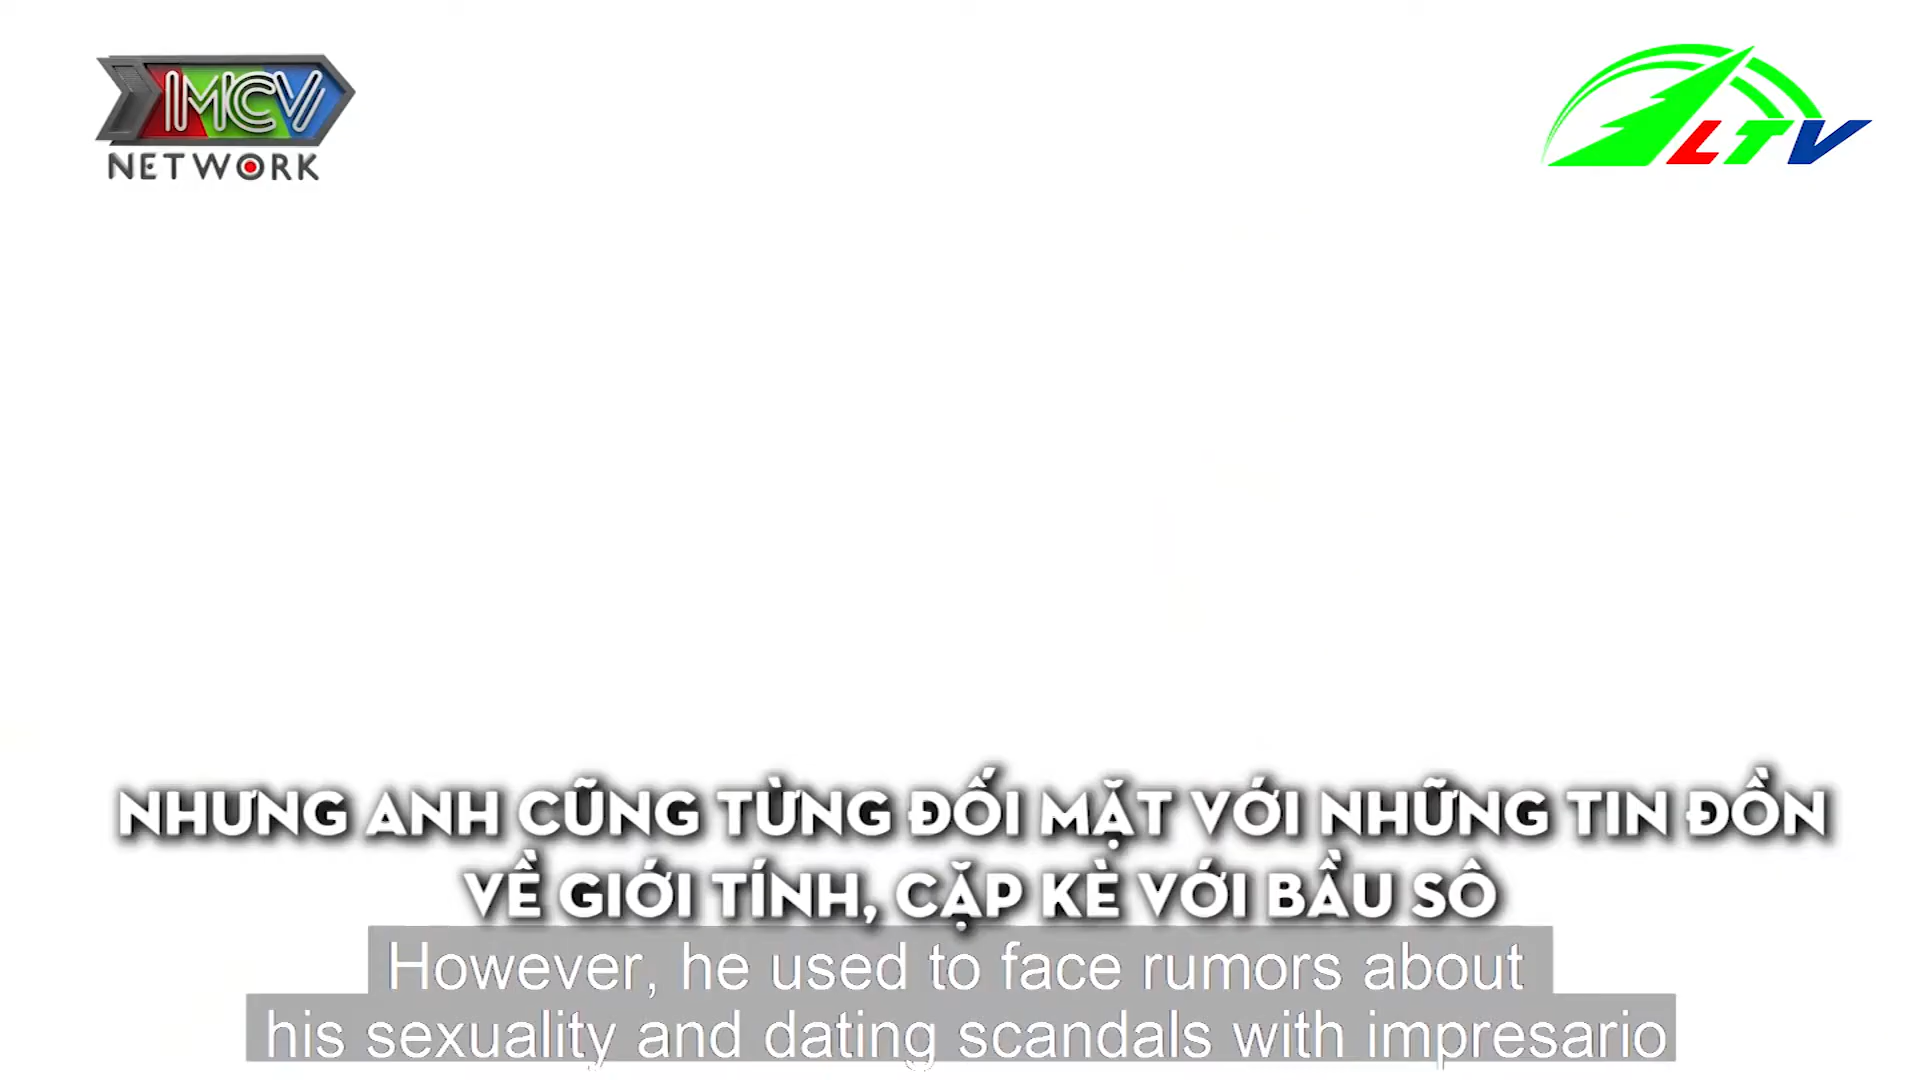 MCV
NETWORK
LTV
NHƯNG ANH CŨNG TỪNG ĐỐI MẶT VỚI NHỮNG TIN ĐỒN
VỀ GIỚI TÍNH, CẶP KÈ VỚI BẦU SÔ
However, he used to face rumors about
his sexuality and dating scandals with impresario